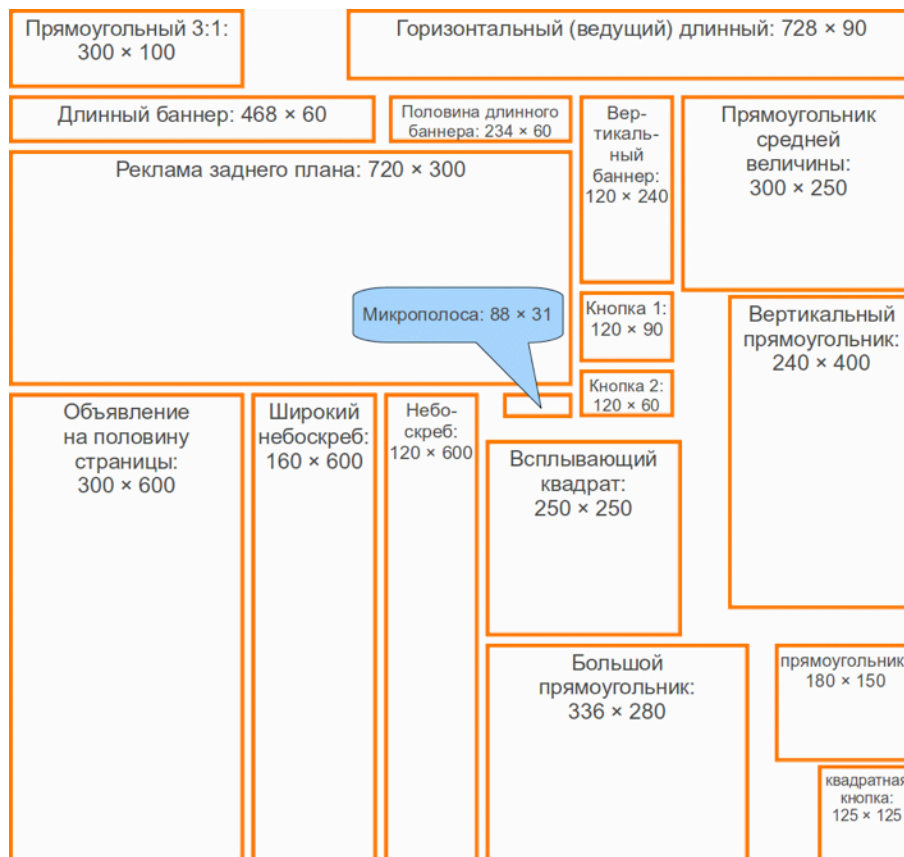 Прямоугольный 3:1:
300 × 100
Горизонтальный (ведущий) длинный: 728 × 90
Длинный баннер: 468 × 60
Половина длинного
баннера: 234 × 60
Вер-
тикаль-
ный
баннер:
120 × 240
Прямоугольник
средней
величины:
300 × 250
Реклама заднего плана: 720 × 300
Микрополоса: 88 × 31
Кнопка 1:
120 × 90
Вертикальный
прямоугольник:
240 × 400
Кнопка 2:
120 × 60
Объявление
на половину
страницы:
300 × 600
Широкий
небоскреб:
160 × 600
Небо-
скреб:
120 × 600
Всплывающий
квадрат:
250 × 250
Большой
прямоугольник:
336 × 280
прямоугольник
180 × 150
квадратная
кнопка:
125 × 125